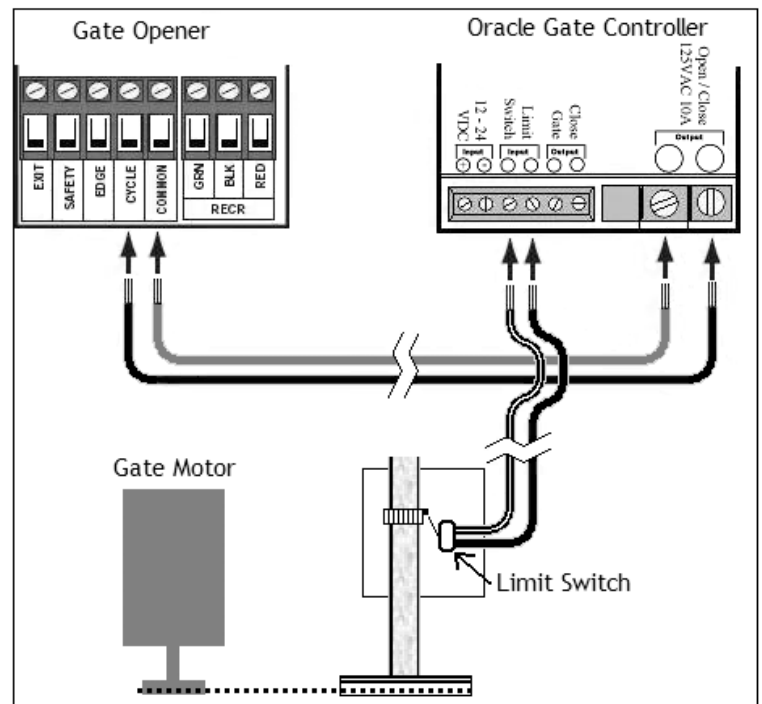 Gate Opener
Oracle Gate Controller
EXIT
SAFETY
EDGE
CYCLE
COMMON
GRN
BLK
RED
RECR
12 - 24
VDC
Input
+ -
Limit
Switch
Input
Close
Gate
Output
Open / Close
125VAC 10A
Output
Gate Motor
Limit Switch